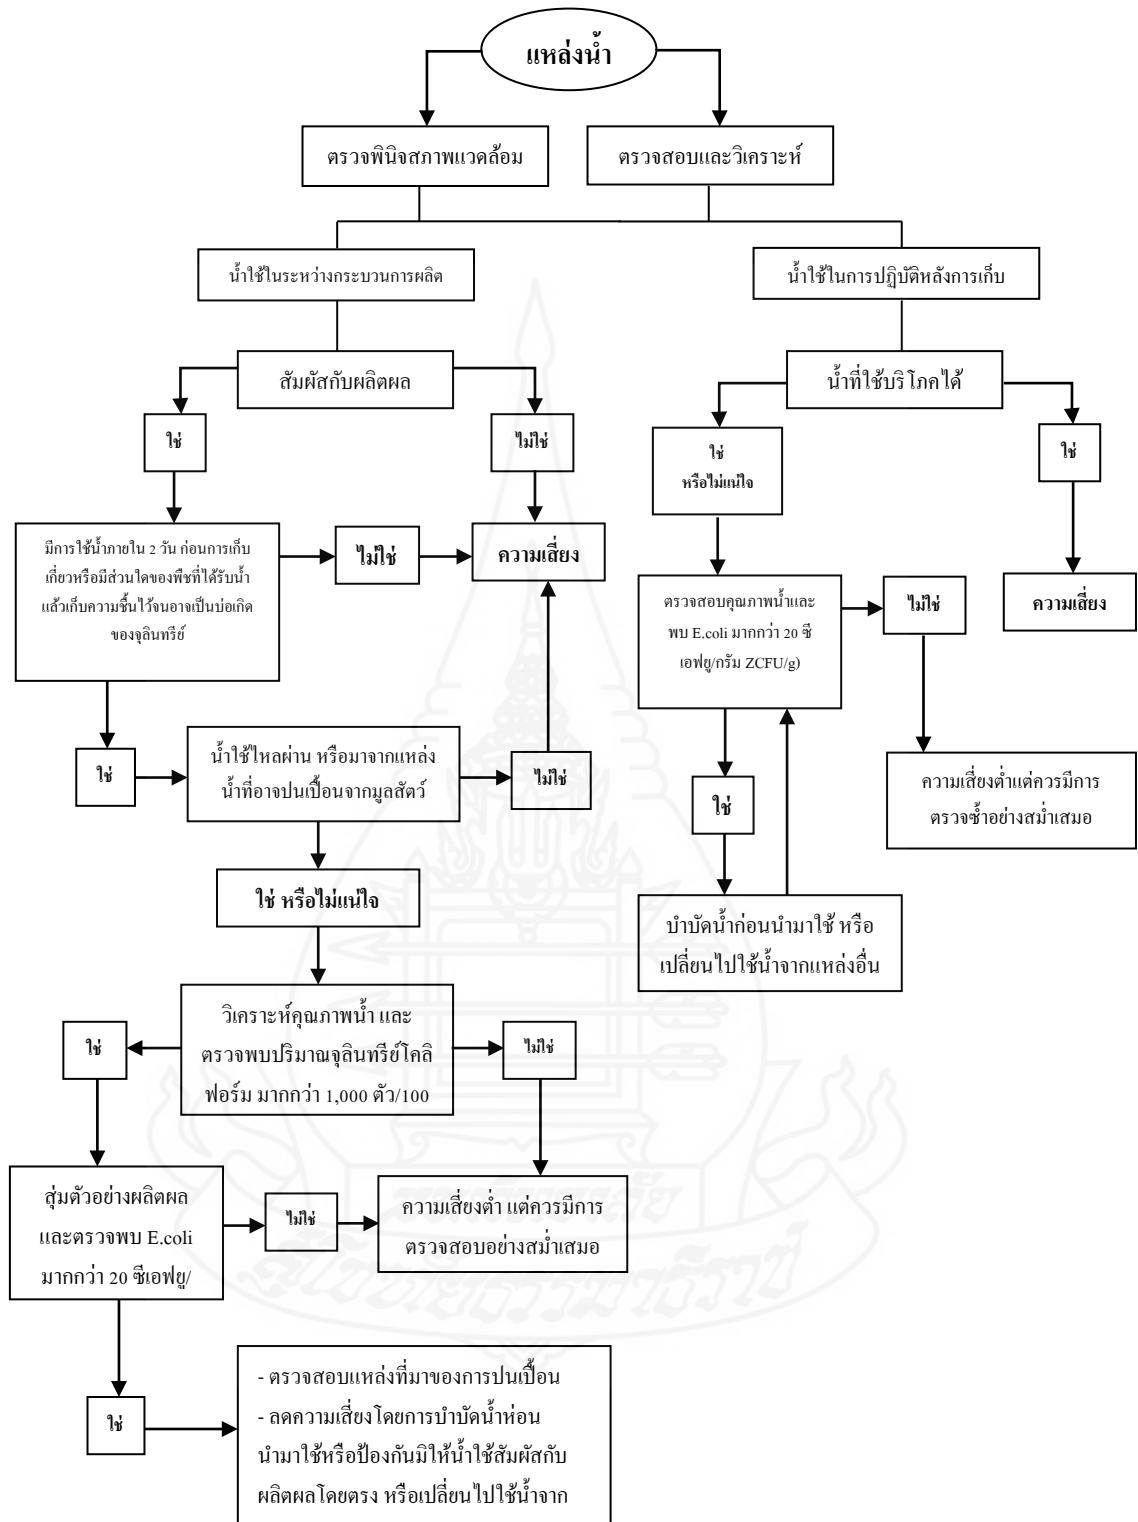 แหล่งน้ำ
ตรวจพินิจสภาพแวดล้อม
ตรวจสอบและวิเคราะห์
น้ำใช้ในระหว่างกระบวนการผลิต
น้ำใช้ในการปฏิบัติหลังการเก็บ
สัมผัสกับผลิตผล
น้ำที่ใช้บริโภคได้
ใช่
ไม่ใช่
ใช่
หรือไม่แน่ใจ
ใช่
มีการใช้น้ำภายใน 2 วัน ก่อนการเก็บ
เกี่ยวหรือมีส่วนใดของพืชที่ได้รับน้ำ
แล้วเก็บความชื้นไว้จนอาจเป็นบ่อเกิด
ของจุลินทรีย์
ไม่ใช่
ความเสี่ยง
ตรวจสอบคุณภาพน้ำและ
พบ E.coli มากกว่า 20 ซี
เอฟยู/กรัม ZCFU/g)
ไม่ใช่
ความเสี่ยง
ใช่
น้ำใช้ไหลผ่าน หรือมาจากแหล่ง
น้ำที่อาจปนเปื้อนจากมูลสัตว์
ไม่ใช่
ใช่
ความเสี่ยงต่ำแต่ควรมีการ
ตรวจซ้ำอย่างสม่ำเสมอ
ใช่ หรือไม่แน่ใจ
บำบัดน้ำก่อนนำมาใช้ หรือ
เปลี่ยนไปใช้น้ำจากแหล่งอื่น
ใช่
วิเคราะห์คุณภาพน้ำ และ
ตรวจพบปริมาณจุลินทรีย์โคลิ
ฟอร์ม มากกว่า 1,000 ตัว/100
ไม่ใช่
สุ่มตัวอย่างผลิตผล
และตรวจพบ E.coli
มากกว่า 20 ซีเอฟยู/
ไม่ใช่
ความเสี่ยงต่ำ แต่ควรมีการ
ตรวจสอบอย่างสม่ำเสมอ
ใช่
- ตรวจสอบแหล่งที่มาของการปนเปื้อน
- ลดความเสี่ยงโดยการบำบัดน้ำห่อน
นำมาใช้หรือป้องกันมิให้น้ำใช้สัมผัสกับ
ผลิตผลโดยตรง หรือเปลี่ยนไปใช้น้ำจาก
มหาวิทยาลัย
สุโขทัยธรรมาธิราช